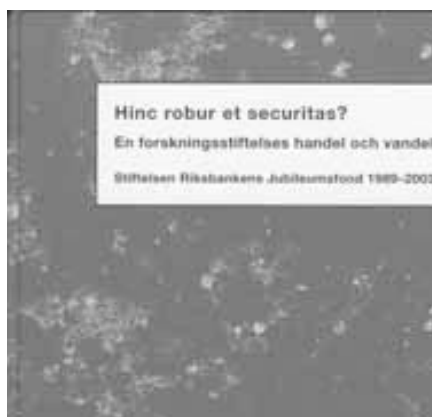 Hinc robur et securitas?
En forskningsstiftelses handel och vandel
Stiftelsen Riksbankens Jubileumsfond 1989–2003